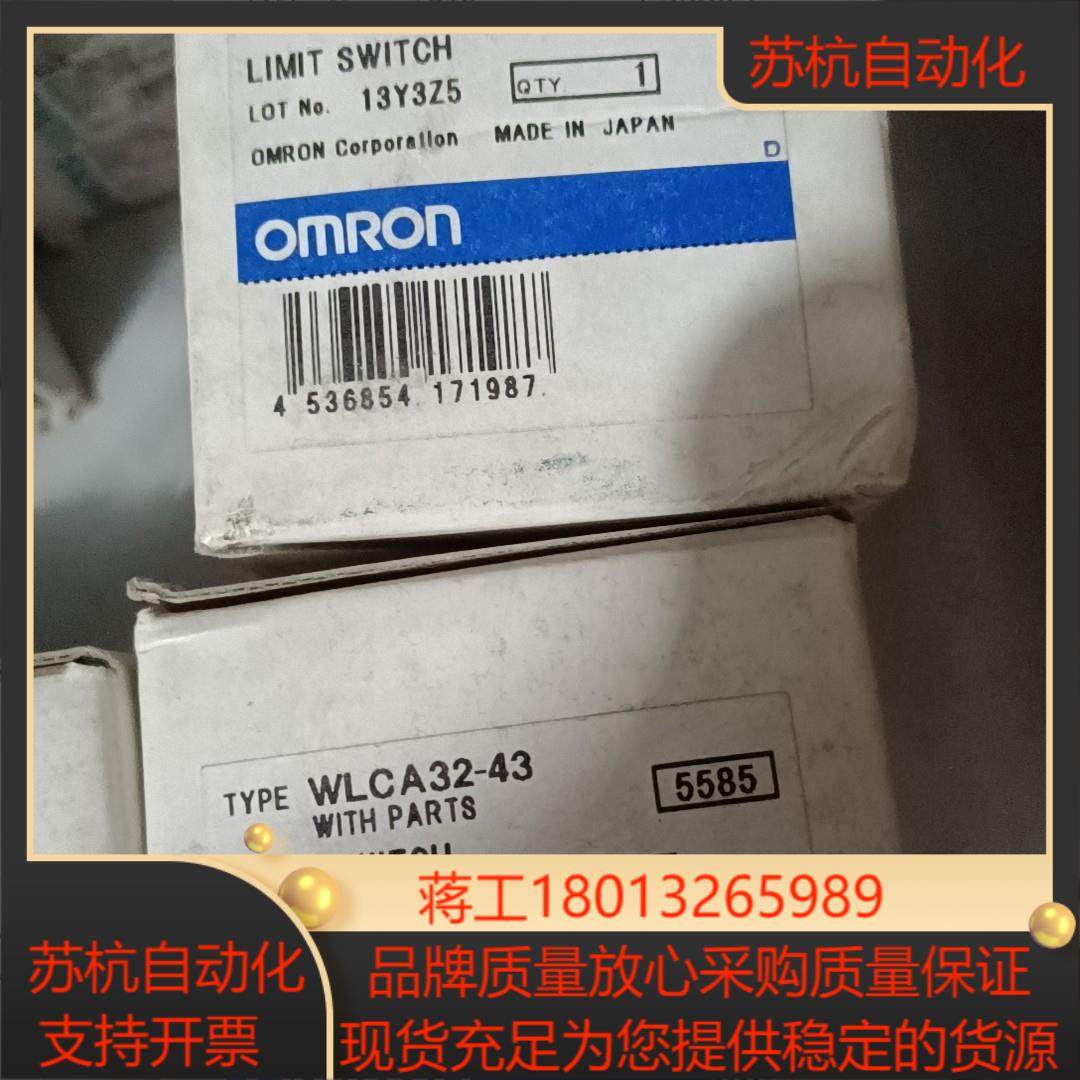 苏杭自动化
LIMIT SWITCH
LOT No. 13Y3Z5
QTY 1
OMRON Corporation MADE IN JAPAN
D
OMRON
4 536854 171987
TYPE WLCA32-43
5585
WITH PARTS
蒋工18013265989
苏杭自动化
支持开票
品牌质量放心采购质量保证
现货充足为您提供稳定的货源